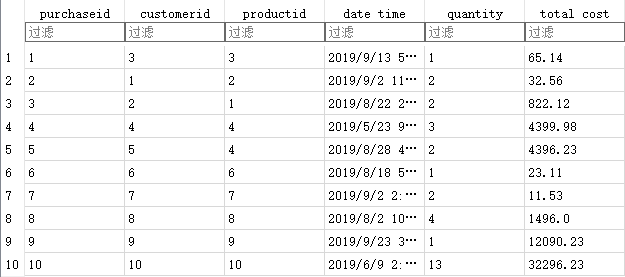 purchaseid customerid productid date time quantity total cost
过滤 过滤 过滤 过滤 过滤 过滤
1 1 3 3 2019/9/13 5… 1 65.14
2 2 1 2 2019/9/2 11… 2 32.56
3 3 2 1 2019/8/22 2… 2 822.12
4 4 4 4 2019/5/23 9… 3 4399.98
5 5 5 4 2019/8/28 4… 2 4396.23
6 6 6 6 2019/8/18 5… 1 23.11
7 7 7 7 2019/9/2 2:… 2 11.53
8 8 8 8 2019/8/2 10… 4 1496.0
9 9 9 9 2019/9/23 3… 1 12090.23
10 10 10 10 2019/6/9 2:… 13 32296.23